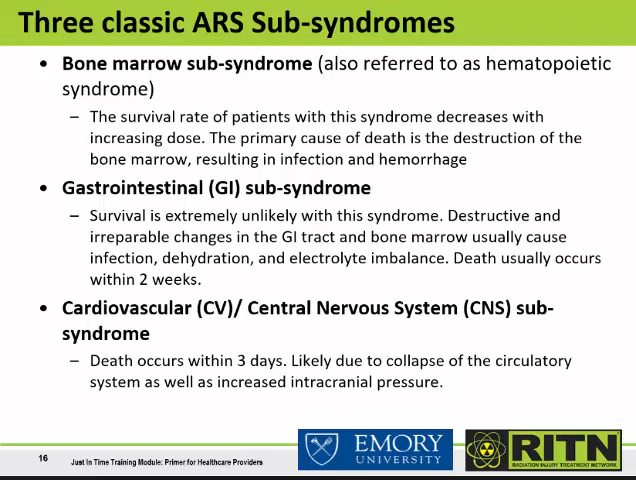 Three classic ARS Sub-syndromes
• Bone marrow sub-syndrome (also referred to as hematopoietic
syndrome)
– The survival rate of patients with this syndrome decreases with
increasing dose. The primary cause of death is the destruction of the
bone marrow, resulting in infection and hemorrhage
• Gastrointestinal (GI) sub-syndrome
– Survival is extremely unlikely with this syndrome. Destructive and
irreparable changes in the GI tract and bone marrow usually cause
infection, dehydration, and electrolyte imbalance. Death usually occurs
within 2 weeks.
• Cardiovascular (CV)/ Central Nervous System (CNS) sub-
syndrome
– Death occurs within 3 days. Likely due to collapse of the circulatory
system as well as increased intracranial pressure.
16
Just In Time Training Module: Primer for Healthcare Providers
EMORY
UNIVERSITY
RITN
RADIATION INJURY TREATMENT NETWORK